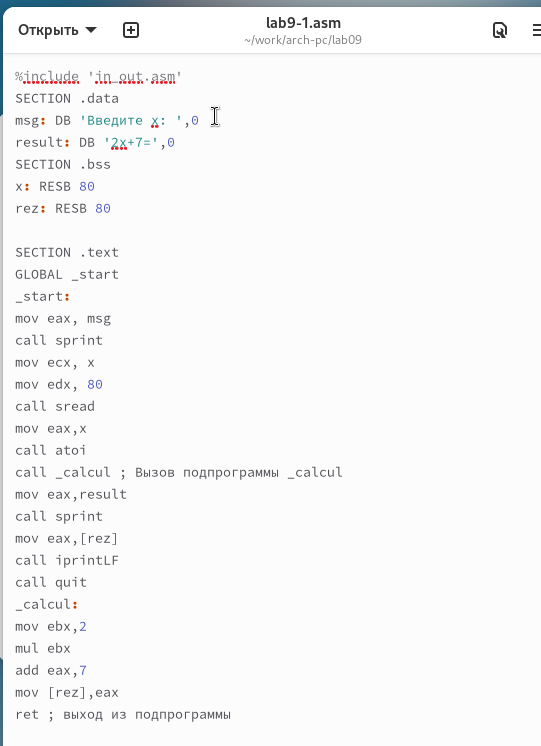 Открыть
lab9-1.asm
~/work/arch-pc/lab09
%include 'in_out.asm'
SECTION .data
msg: DB 'Введите x: ',0
result: DB '2x+7=',0
SECTION .bss
x: RESB 80
rez: RESB 80
SECTION .text
GLOBAL _start
_start:
mov eax, msg
call sprint
mov ecx, x
mov edx, 80
call sread
mov eax,x
call atoi
call _calcul ; Вызов подпрограммы _calcul
mov eax,result
call sprint
mov eax,[rez]
call iprintLF
call quit
_calcul:
mov ebx,2
mul ebx
add eax,7
mov [rez],eax
ret ; выход из подпрограммы